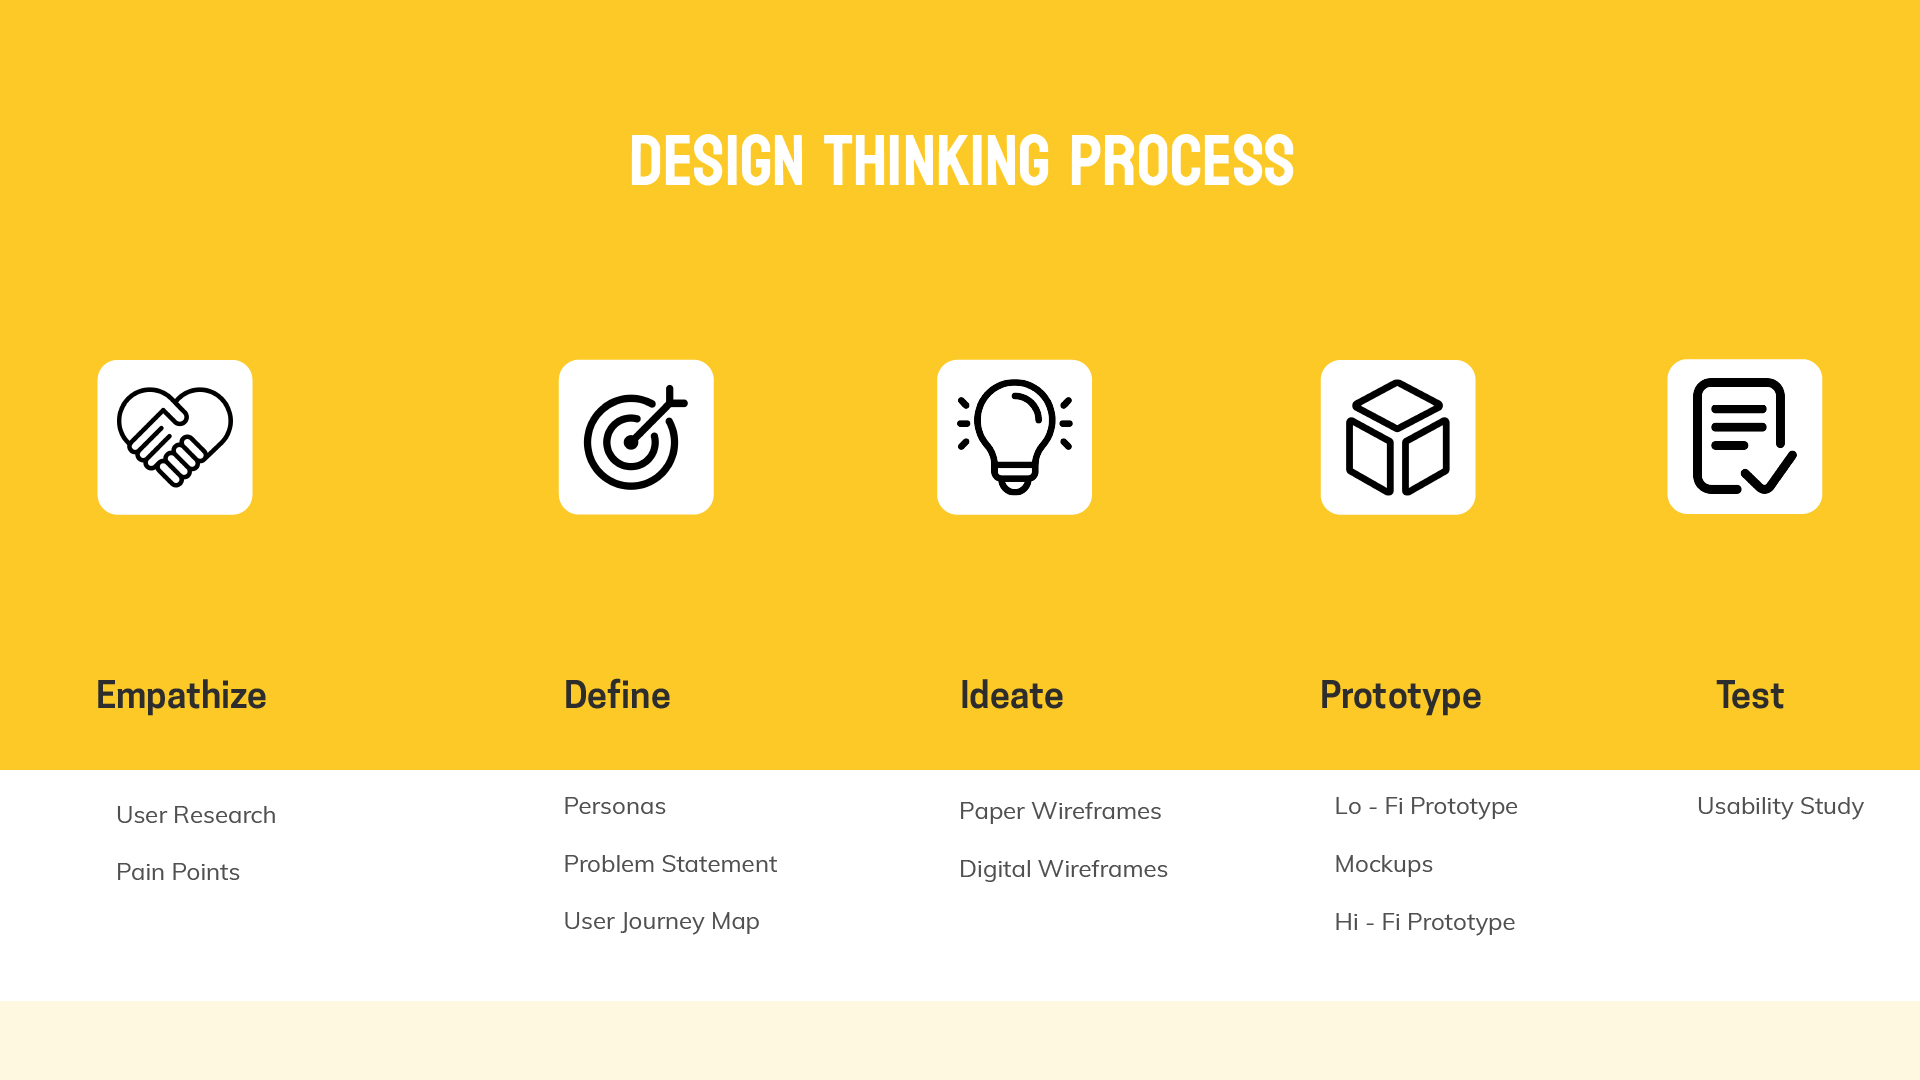 DESIGN THINKING PROCESS
Empathize
Define
Ideate
Prototype
Test
User Research
Pain Points
Personas
Problem Statement
User Journey Map
Paper Wireframes
Digital Wireframes
Lo - Fi Prototype
Mockups
Hi - Fi Prototype
Usability Study